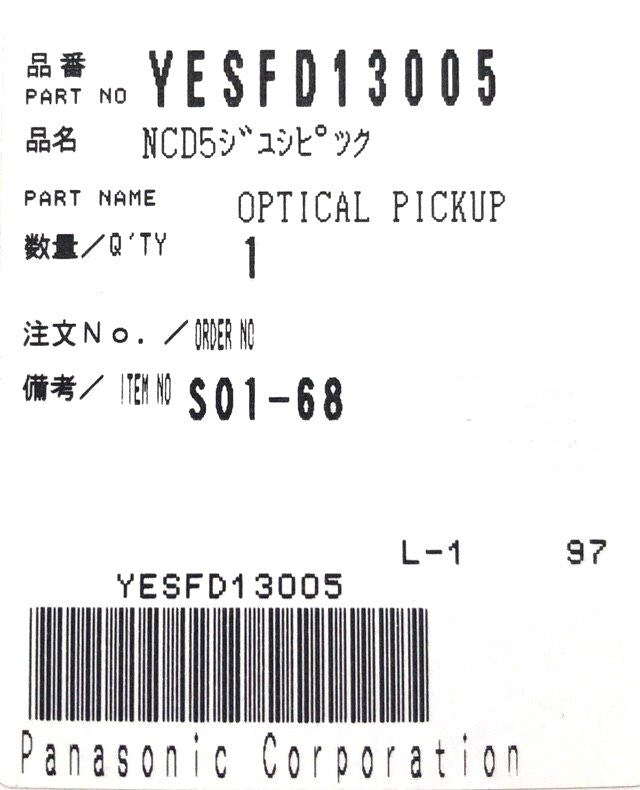 品番
PART NO YESFD13005
品名 NCD5ジュシピック
PART NAME OPTICAL PICKUP
数量/Q'TY 1
注文No./ORDER NO
備考/ITEM NO S01-68
L-1 97
YESFD13005
Panasonic Corporation